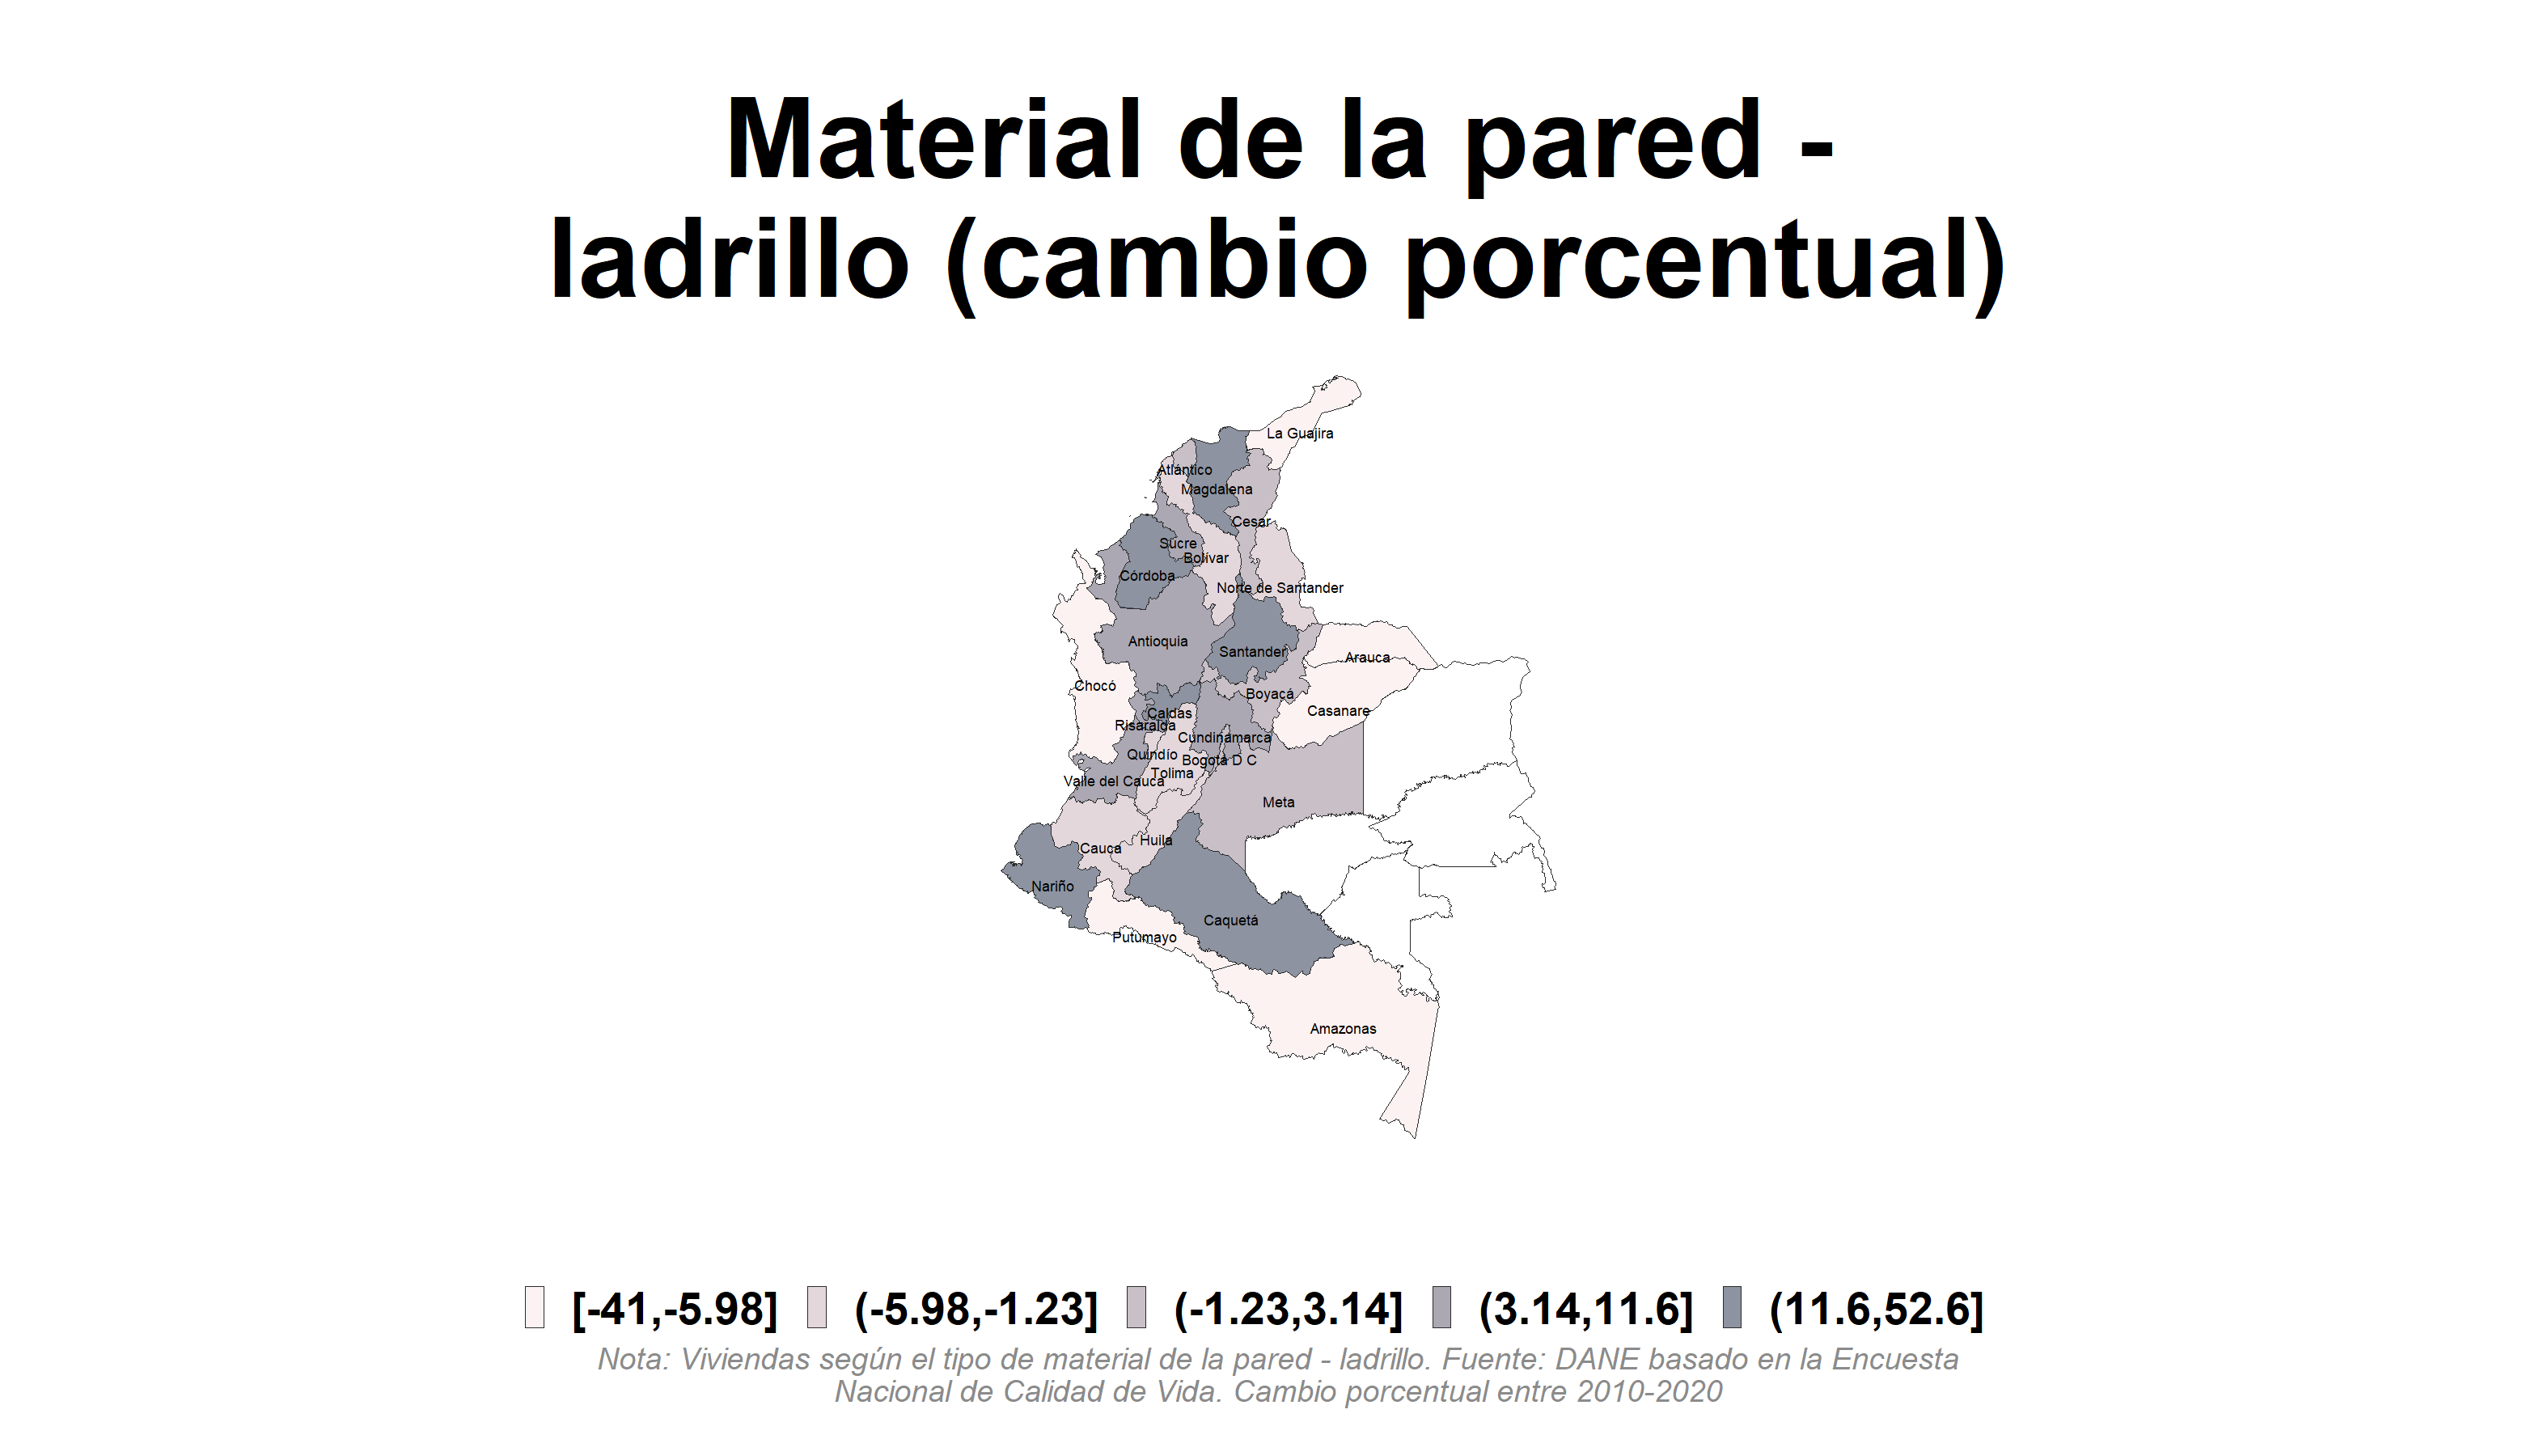 Material de la pared -
ladrillo (cambio porcentual)
La Guajira
Atlántico
Magdalena
Cesar
Sucre
Bolívar
Córdoba
Norte de Santander
Antioquia
Santander
Arauca
Chocó
Boyacá
Casanare
Caldas
Risaralda
Cundinamarca
Quindío
Bogotá D C
Tolima
Valle del Cauca
Meta
Huila
Cauca
Nariño
Caquetá
Putumayo
Amazonas
[-41,-5.98] (-5.98,-1.23] (-1.23,3.14] (3.14,11.6] (11.6,52.6]
Nota: Viviendas según el tipo de material de la pared - ladrillo. Fuente: DANE basado en la Encuesta
Nacional de Calidad de Vida. Cambio porcentual entre 2010-2020